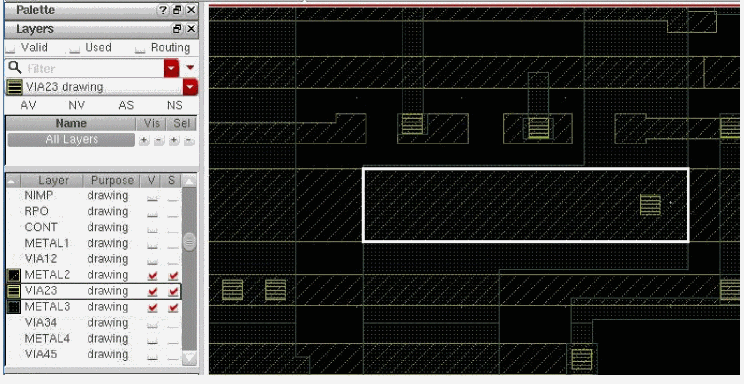 Palette
Layers
Valid Used Routing
Filter
VIA23 drawing
AV NV AS NS
Name Vis Sel
All Layers + - + -
Layer Purpose V S
NIMP drawing
RPO drawing
CONT drawing
METAL1 drawing
VIA12 drawing
METAL2 drawing
VIA23 drawing
METAL3 drawing
VIA34 drawing
METAL4 drawing
VIA45 drawing